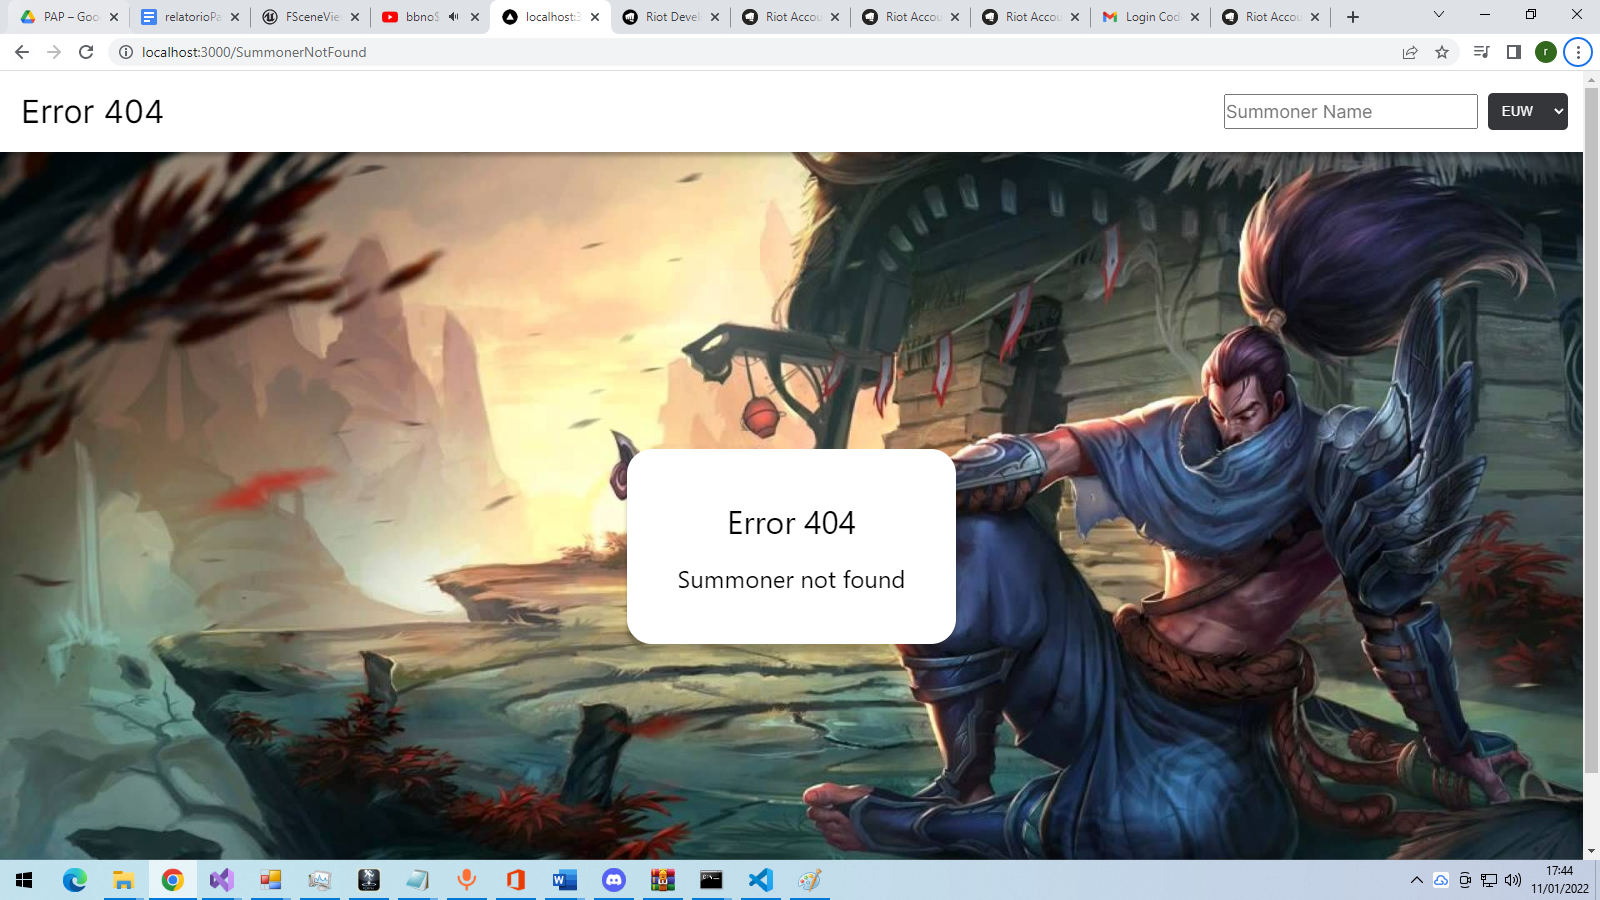 PAP – Goo
relatorioPa
FSceneVie
bbno$
localhost:3
Riot Devel
Riot Accou
Riot Accou
Riot Accou
Login Cod
Riot Accou
localhost:3000/SummonerNotFound
r
Error 404
Summoner Name
EUW
Error 404
Summoner not found
17:44
11/01/2022